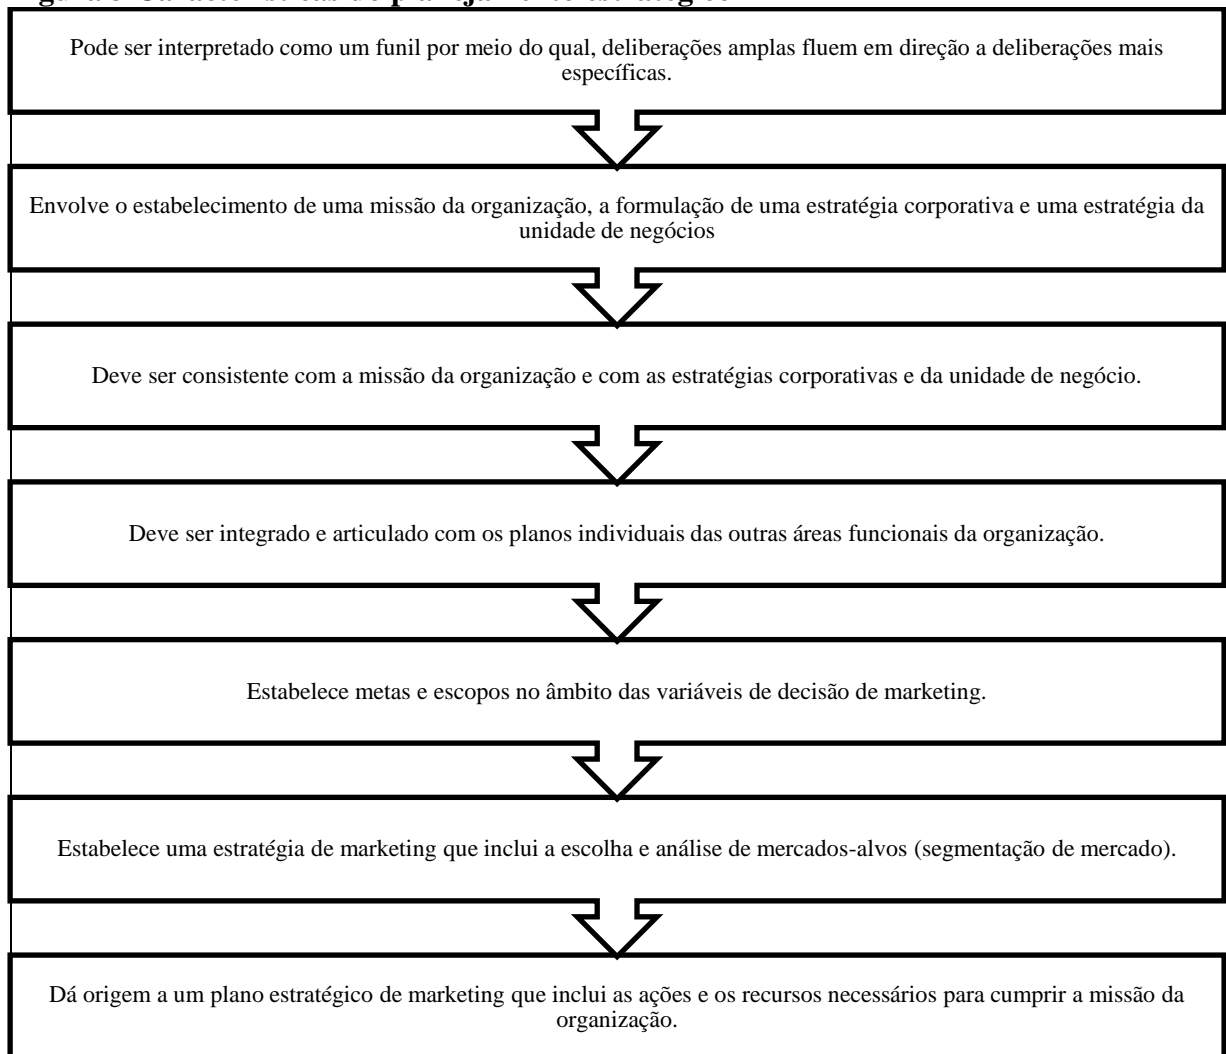 Pode ser interpretado como um funil por meio do qual, deliberações amplas fluem em direção a deliberações mais
específicas.
Envolve o estabelecimento de uma missão da organização, a formulação de uma estratégia corporativa e uma estratégia da
unidade de negócios
Deve ser consistente com a missão da organização e com as estratégias corporativas e da unidade de negócio.
Deve ser integrado e articulado com os planos individuais das outras áreas funcionais da organização.
Estabelece metas e escopos no âmbito das variáveis de decisão de marketing.
Estabelece uma estratégia de marketing que inclui a escolha e análise de mercados-alvos (segmentação de mercado).
Dá origem a um plano estratégico de marketing que inclui as ações e os recursos necessários para cumprir a missão da
organização.